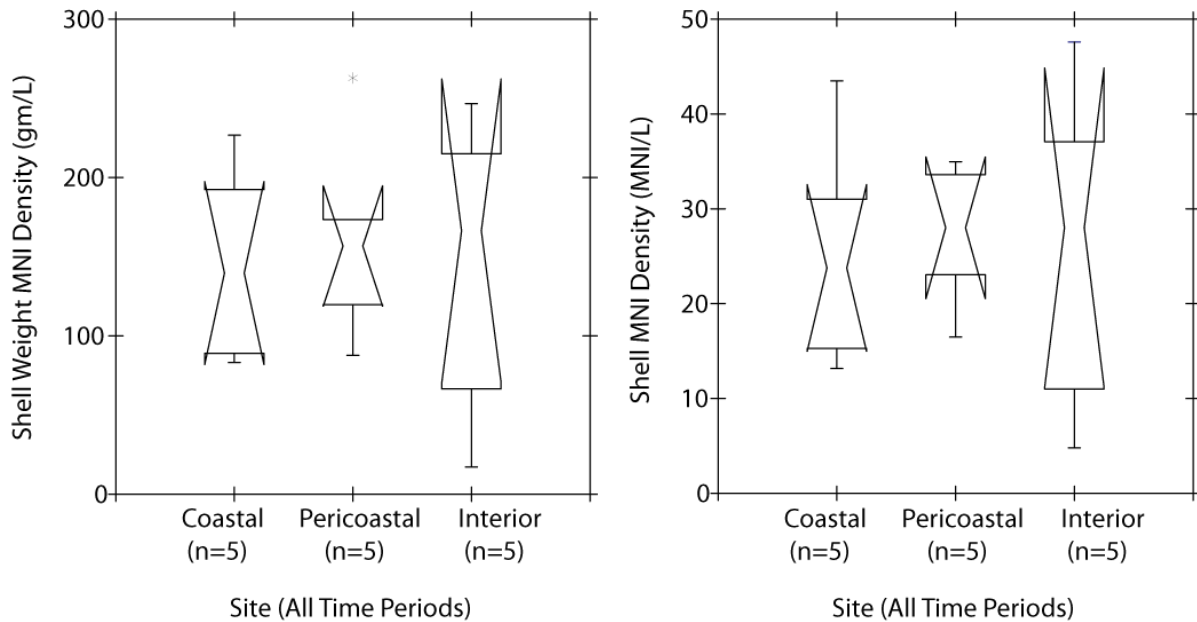 Shell Weight MNI Density (gm/L)
300
200
100
0
Coastal Pericoastal Interior
(n=5) (n=5) (n=5)
Site (All Time Periods)
Shell MNI Density (MNI/L)
50
40
30
20
10
0
Coastal Pericoastal Interior
(n=5) (n=5) (n=5)
Site (All Time Periods)